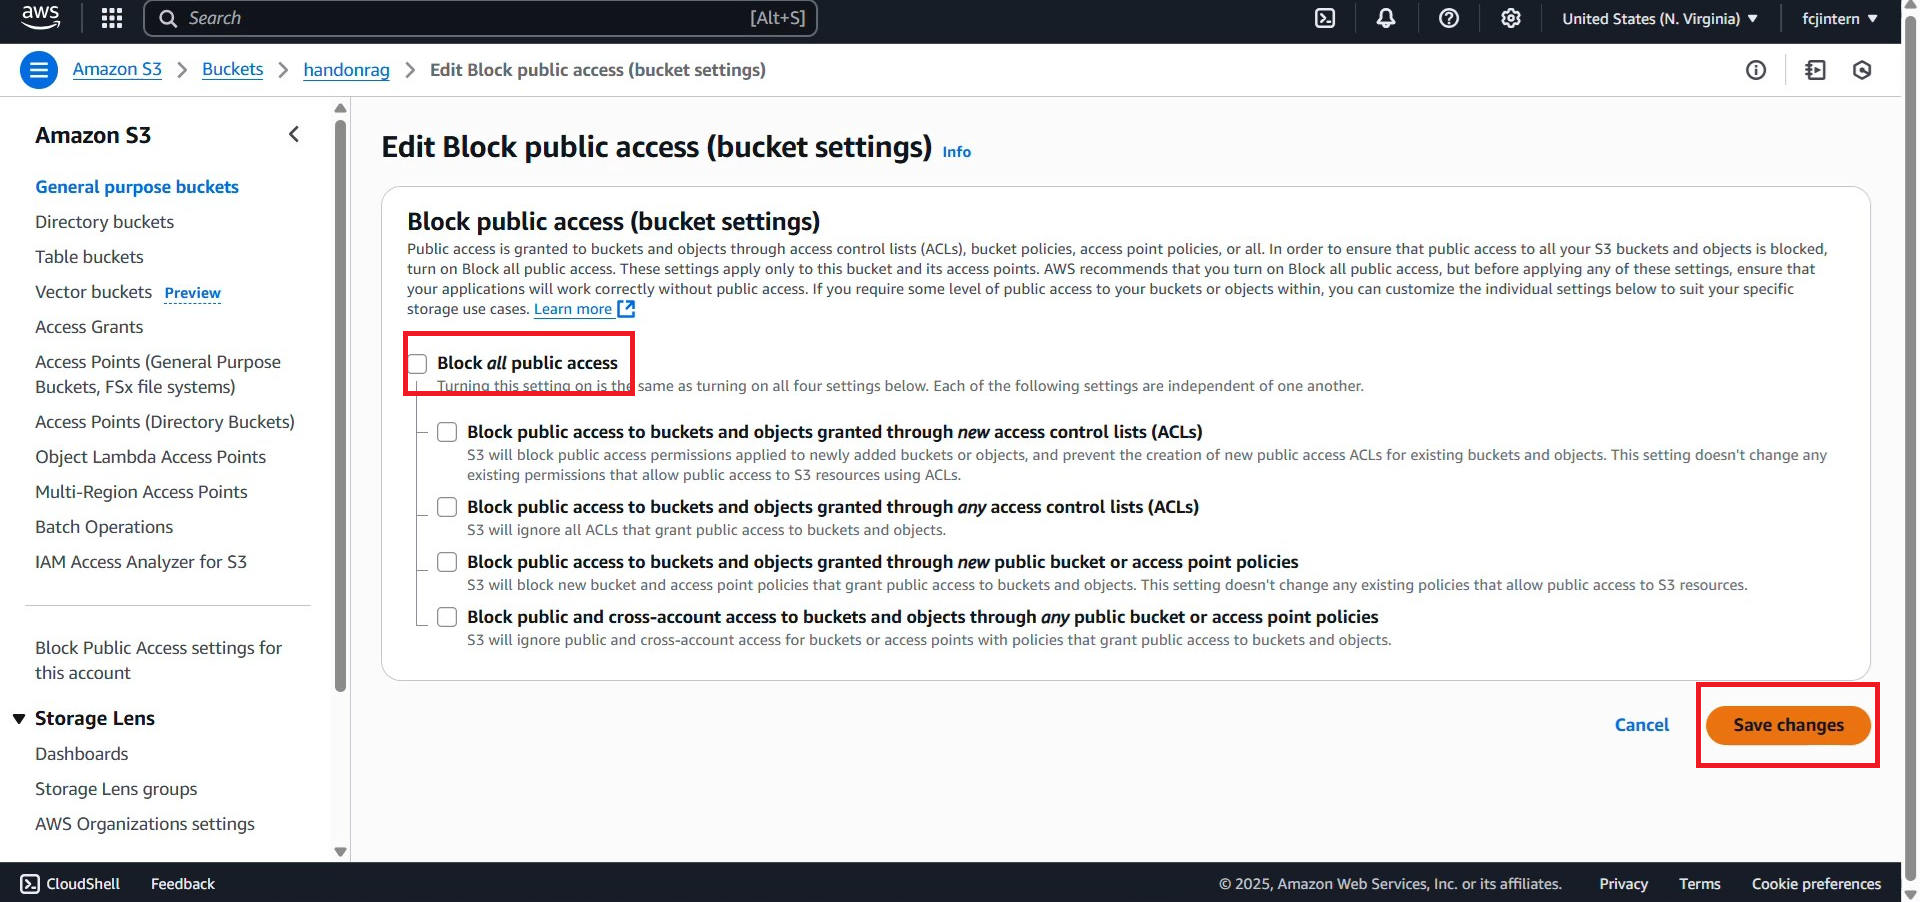 aws
Search
[Alt+S]
United States (N. Virginia)
fcjintern
Amazon S3
Buckets
handonrag
Edit Block public access (bucket settings)
Amazon S3
General purpose buckets
Directory buckets
Table buckets
Vector buckets Preview
Access Grants
Access Points (General Purpose
Buckets, FSx file systems)
Access Points (Directory Buckets)
Object Lambda Access Points
Multi-Region Access Points
Batch Operations
IAM Access Analyzer for S3
Block Public Access settings for
this account
Storage Lens
Dashboards
Storage Lens groups
AWS Organizations settings
Edit Block public access (bucket settings) Info
Block public access (bucket settings)
Public access is granted to buckets and objects through access control lists (ACLs), bucket policies, access point policies, or all. In order to ensure that public access to all your S3 buckets and objects is blocked,
turn on Block all public access. These settings apply only to this bucket and its access points. AWS recommends that you turn on Block all public access, but before applying any of these settings, ensure that
your applications will work correctly without public access. If you require some level of public access to your buckets or objects within, you can customize the individual settings below to suit your specific
storage use cases. Learn more
Block all public access
Turning this setting on is the same as turning on all four settings below. Each of the following settings are independent of one another.
Block public access to buckets and objects granted through new access control lists (ACLs)
S3 will block public access permissions applied to newly added buckets or objects, and prevent the creation of new public access ACLs for existing buckets and objects. This setting doesn't change any
existing permissions that allow public access to S3 resources using ACLs.
Block public access to buckets and objects granted through any access control lists (ACLs)
S3 will ignore all ACLs that grant public access to buckets and objects.
Block public access to buckets and objects granted through new public bucket or access point policies
S3 will block new bucket and access point policies that grant public access to buckets and objects. This setting doesn't change any existing policies that allow public access to S3 resources.
Block public and cross-account access to buckets and objects through any public bucket or access point policies
S3 will ignore public and cross-account access for buckets or access points with policies that grant public access to buckets and objects.
Cancel
Save changes
CloudShell
Feedback
© 2025, Amazon Web Services, Inc. or its affiliates.
Privacy
Terms
Cookie preferences